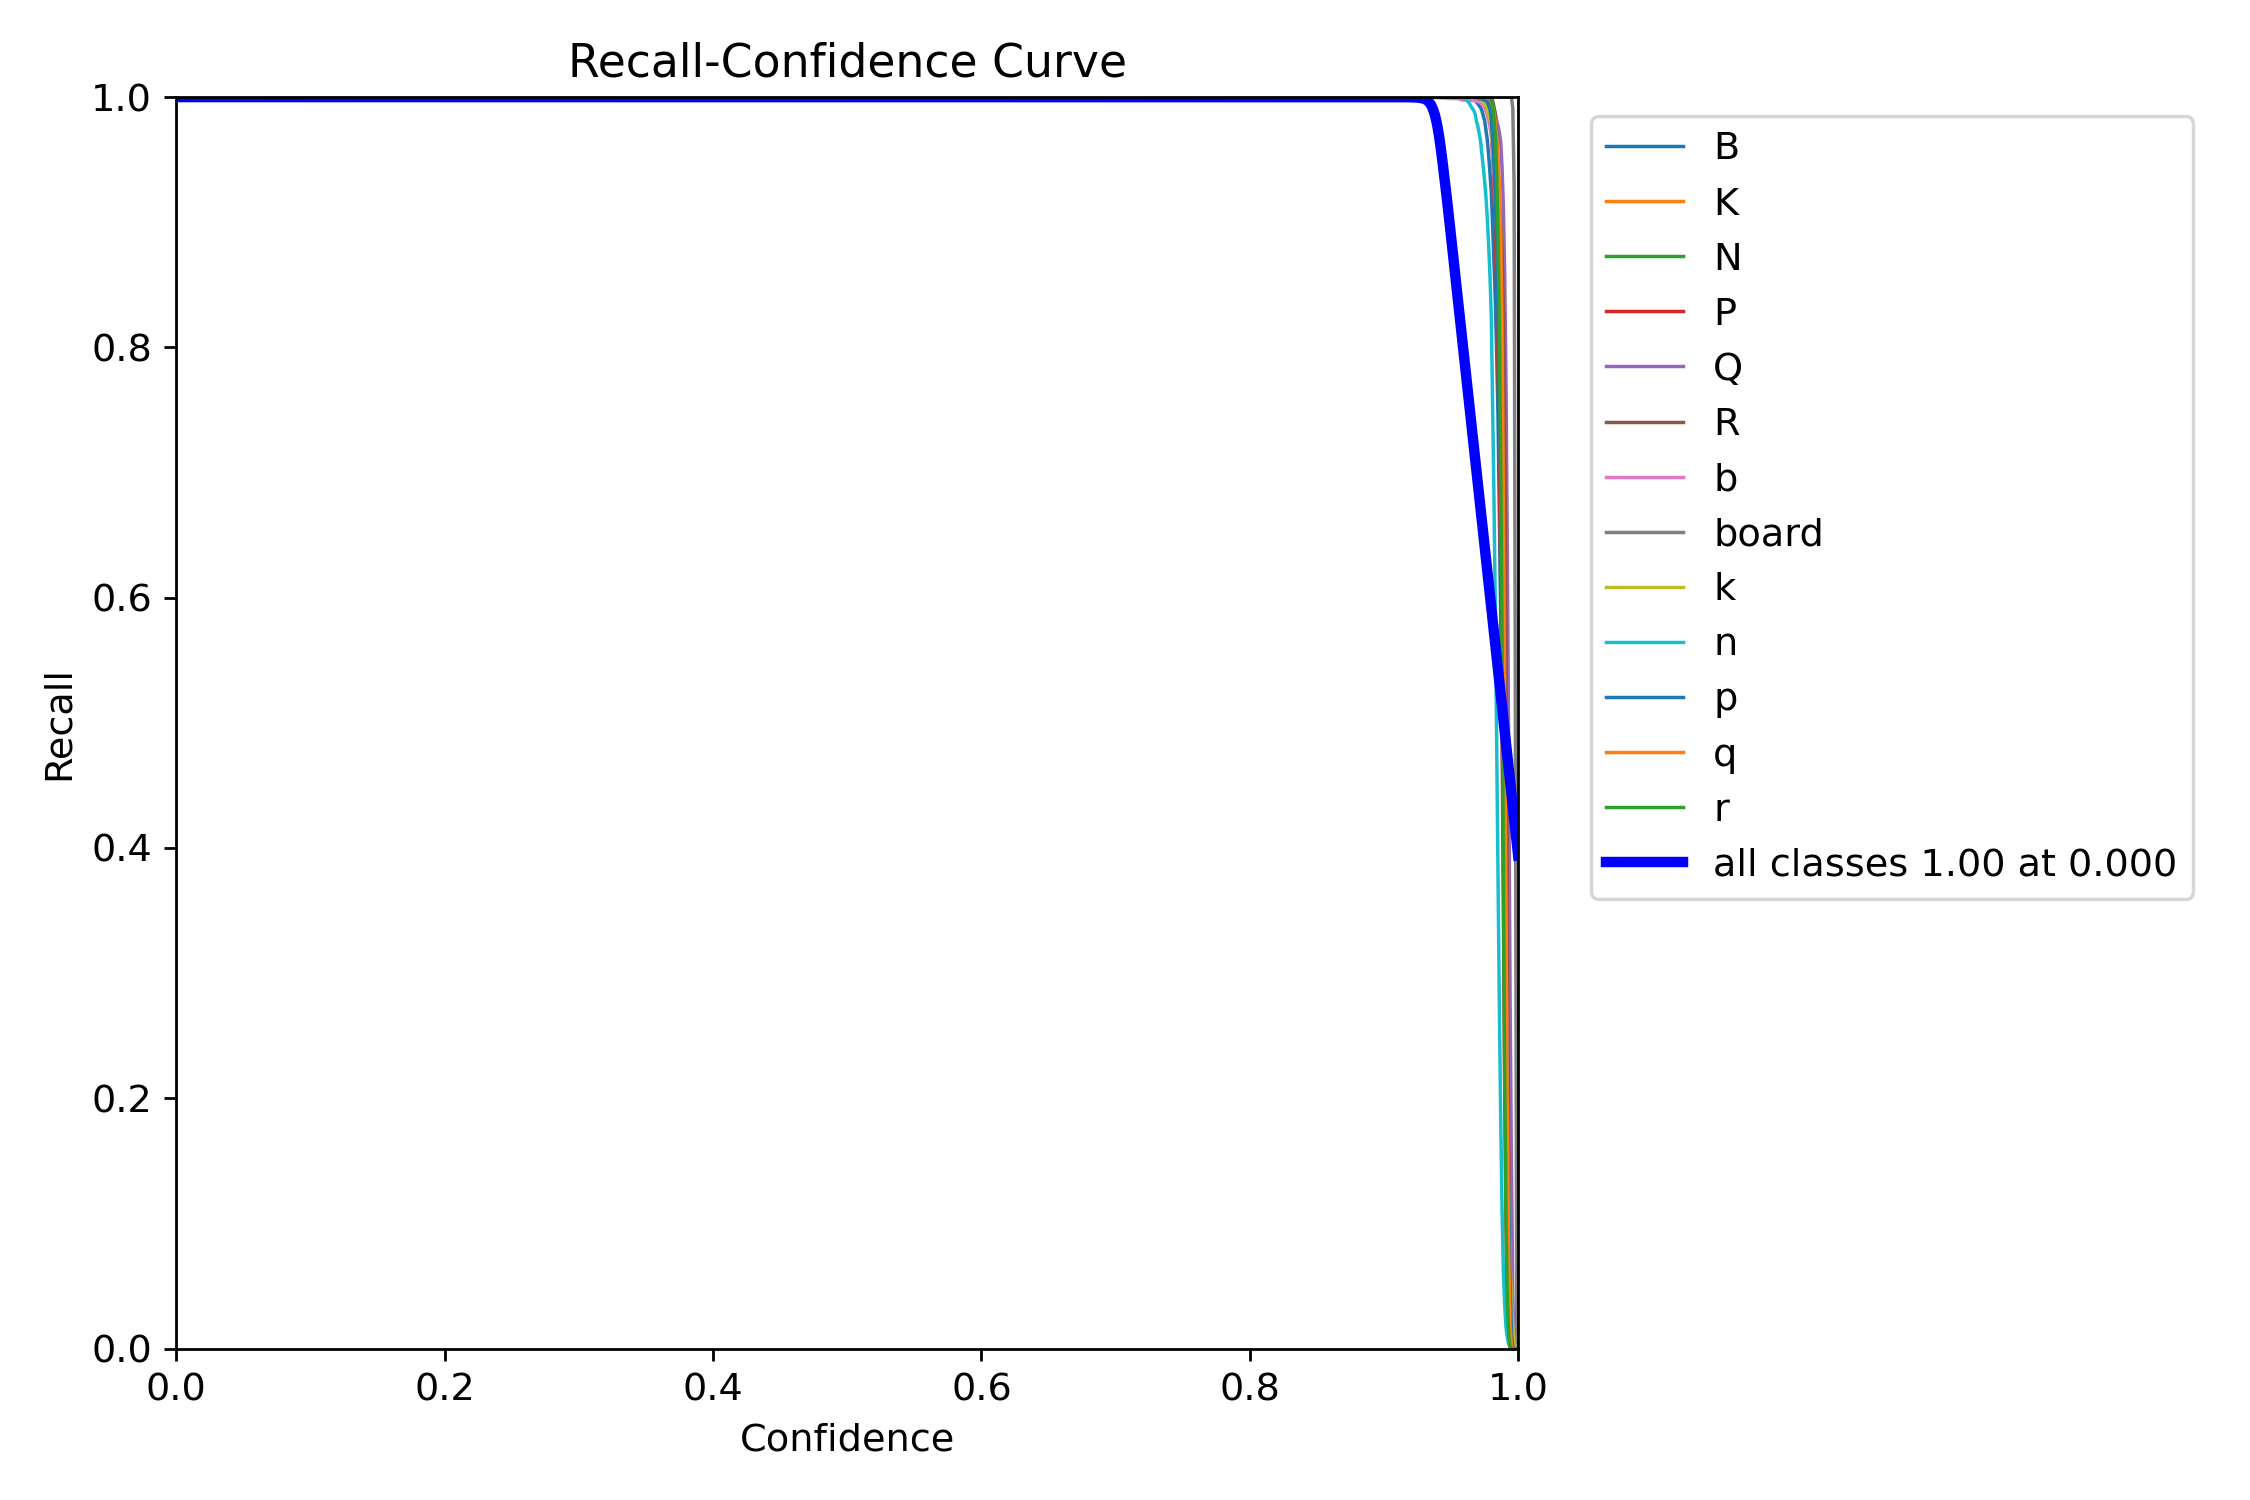 Recall-Confidence Curve
1.0
0.8
0.6
0.4
0.2
0.0
Recall
0.0 0.2 0.4 0.6 0.8 1.0
Confidence
B
K
N
P
Q
R
b
board
k
n
p
q
r
all classes 1.00 at 0.000